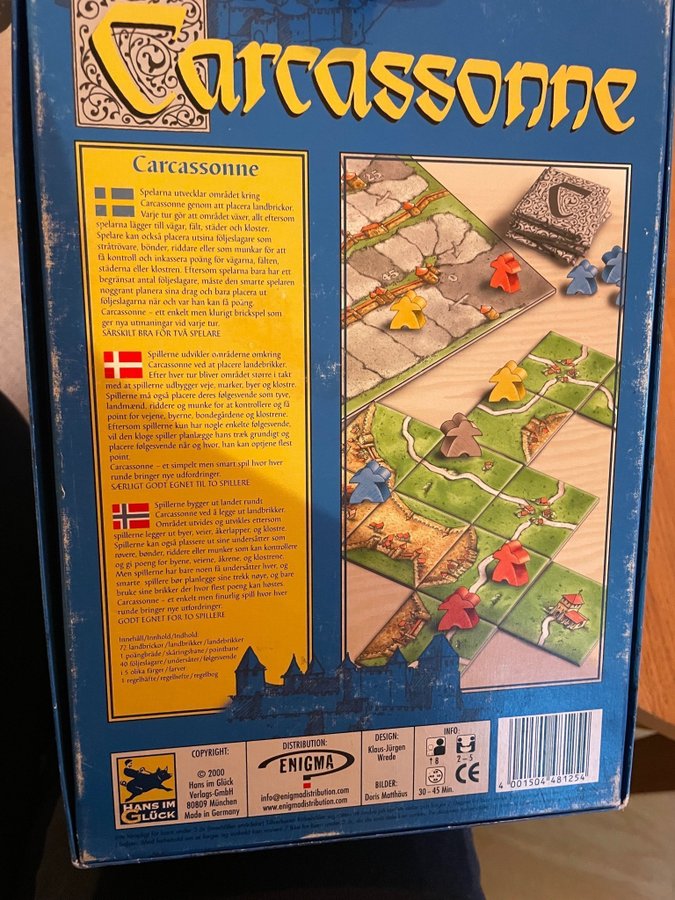 Carcassonne
Carcassonne
Spelarna utvecklar området kring
Carcassonne genom att placera landbrickor.
Varje tur gör att området växer, allt eftersom
spelarna lägger till vägar, fält, städer och kloster.
Spelare kan också placera utsina följeslagare som
stråtrövare, bönder, riddare eller som munkar för att
få kontroll och inkassera poäng för vägarna, fälten,
städerna eller klostren. Eftersom spelarna bara har ett
begränsat antal följeslagare, måste den smarte spelaren
noggrant planera sina drag och bara placera ut
följeslagarna när och var han kan få poäng.
Carcassonne – ett enkelt men klurigt brickspel som
ger nya utmaningar vid varje tur.
SÄRSKILT BRA FÖR TVÅ SPELARE
Spillerne udvikler områderne omkring
Carcassonne ved at placere landebrikker.
Efter hver tur bliver området større i takt
med at spillerne udbygger veje, marker, byer og klostre.
Spillerne må også placere deres følgesvende som tyve,
landmænd, riddere og munke for at kontrollere og få
point for vejene, byerne, bondegårdene og klostrene.
Eftersom spillerne kun har nogle enkelte følgesvende,
vil den kloge spiller planlægge hans træk grundigt og
placere følgesvende når og hvor, han kan optjene flest
point.
Carcassonne – et simpelt men smart spil hvor hver
runde bringer nye udfordringer.
SÆRLIGT GODT EGNET TIL TO SPILLERE
Spillerne bygger ut landet rundt
Carcassonne ved å legge ut landbrikker.
Området utvides og utvikles ettersom
spillerne legger ut byer, veier, åkerlapper, og klostre.
Spillerne kan også plassere ut sine undersåtter som
røvere, bønder, riddere eller munker som kan kontrollere
og gi poeng for byene, veiene, åkrene, og klostrene.
Men spillerne har bare noen få undersåtter hver, og
smarte spillere bør planlegge sine trekk nøye, og bare
bruke sine brikker der hvor flest poeng kan høstes.
Carcassonne – et enkelt men finurlig spill hvor hver
runde bringer nye utfordringer.
GODT EGNET FOR TO SPILLERE
Innehåll/Innhold/Indhold
72 landbrickor/landbrikker/landebrikker
1 poängbräde/skåringsbane/pointbane
40 följeslagare/undersåtter/følgesvende
i 5 olika färger/farver
1 regelhäfte/regelhefte/regelbog
C
HANS IM
GLÜCK
COPYRIGHT:
© 2000
Hans im Glück
Verlags-GmbH
80809 München
Made in Germany
DISTRIBUTION:
ENIGMA
info@enigmadistribution.com
www.enigmadistribution.com
DESIGN:
Klaus-Jürgen
Wrede
BILDER:
Doris Matthäus
INFO:
↑8 2-5
30-45 Min.
CE
4 001504 481254